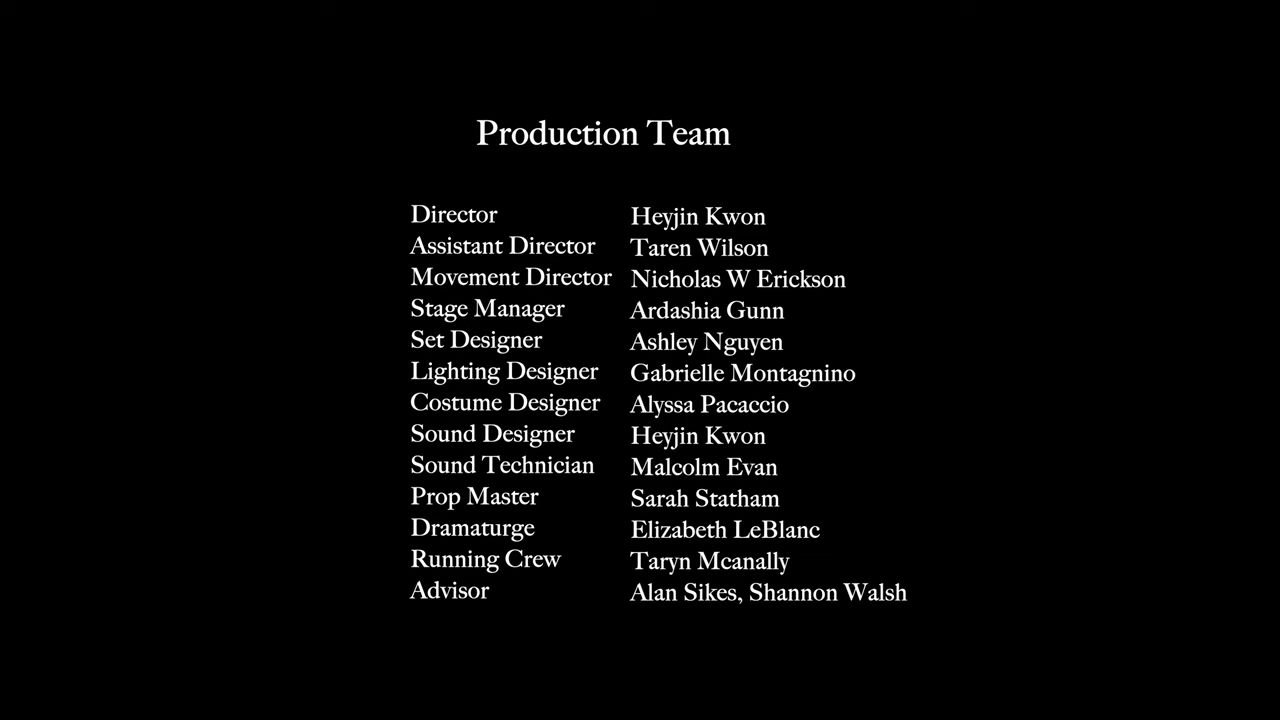 Production Team
Director Heyjin Kwon
Assistant Director Taren Wilson
Movement Director Nicholas W Erickson
Stage Manager Ardashia Gunn
Set Designer Ashley Nguyen
Lighting Designer Gabrielle Montagnino
Costume Designer Alyssa Pacaccio
Sound Designer Heyjin Kwon
Sound Technician Malcolm Evan
Prop Master Sarah Statham
Dramaturge Elizabeth LeBlanc
Running Crew Taryn Mcanally
Advisor Alan Sikes, Shannon Walsh